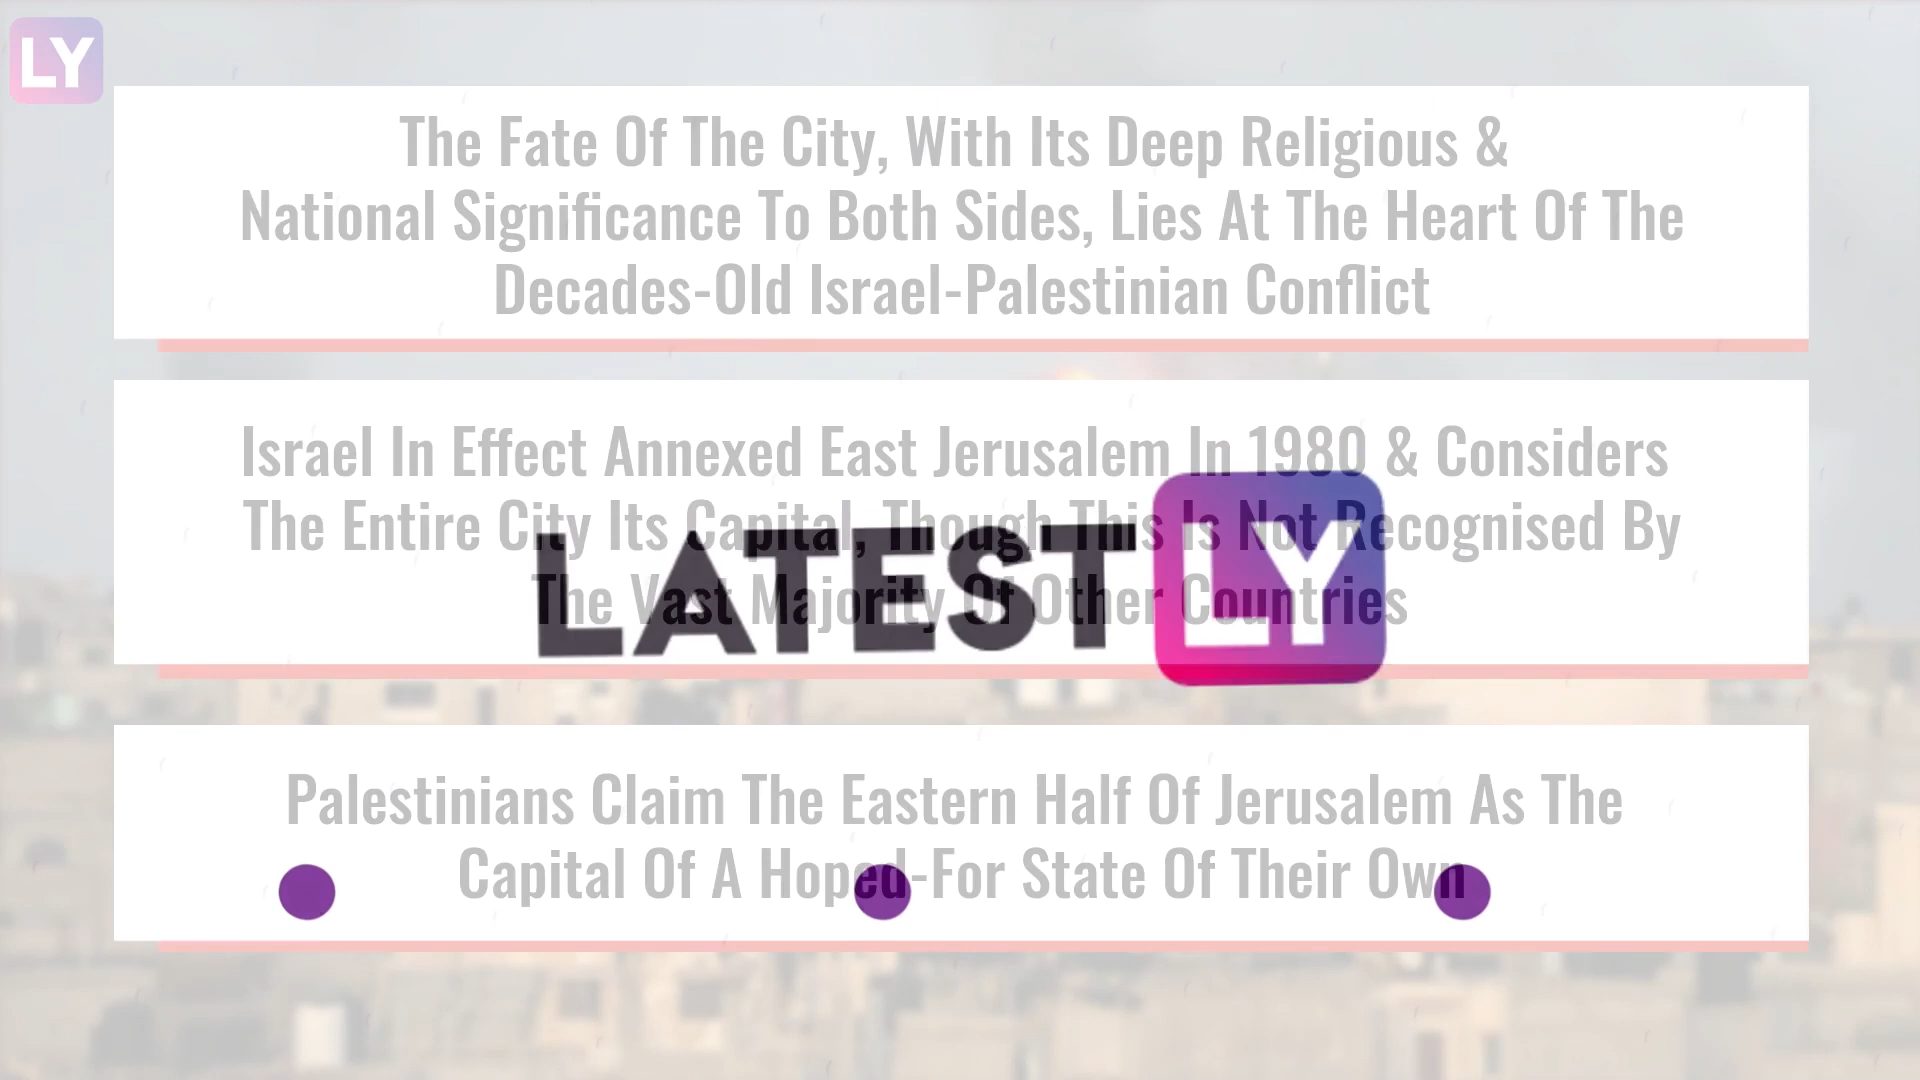 LY
The Fate Of The City, With Its Deep Religious &
National Significance To Both Sides, Lies At The Heart Of The
Decades-Old Israel-Palestinian Conflict
Israel In Effect Annexed East Jerusalem In 1980 & Considers
The Entire City Its Capital, Though This Is Not Recognised By
The Vast Majority Of Other Countries
LATESTLY
Palestinians Claim The Eastern Half Of Jerusalem As The
Capital Of A Hoped-For State Of Their Own